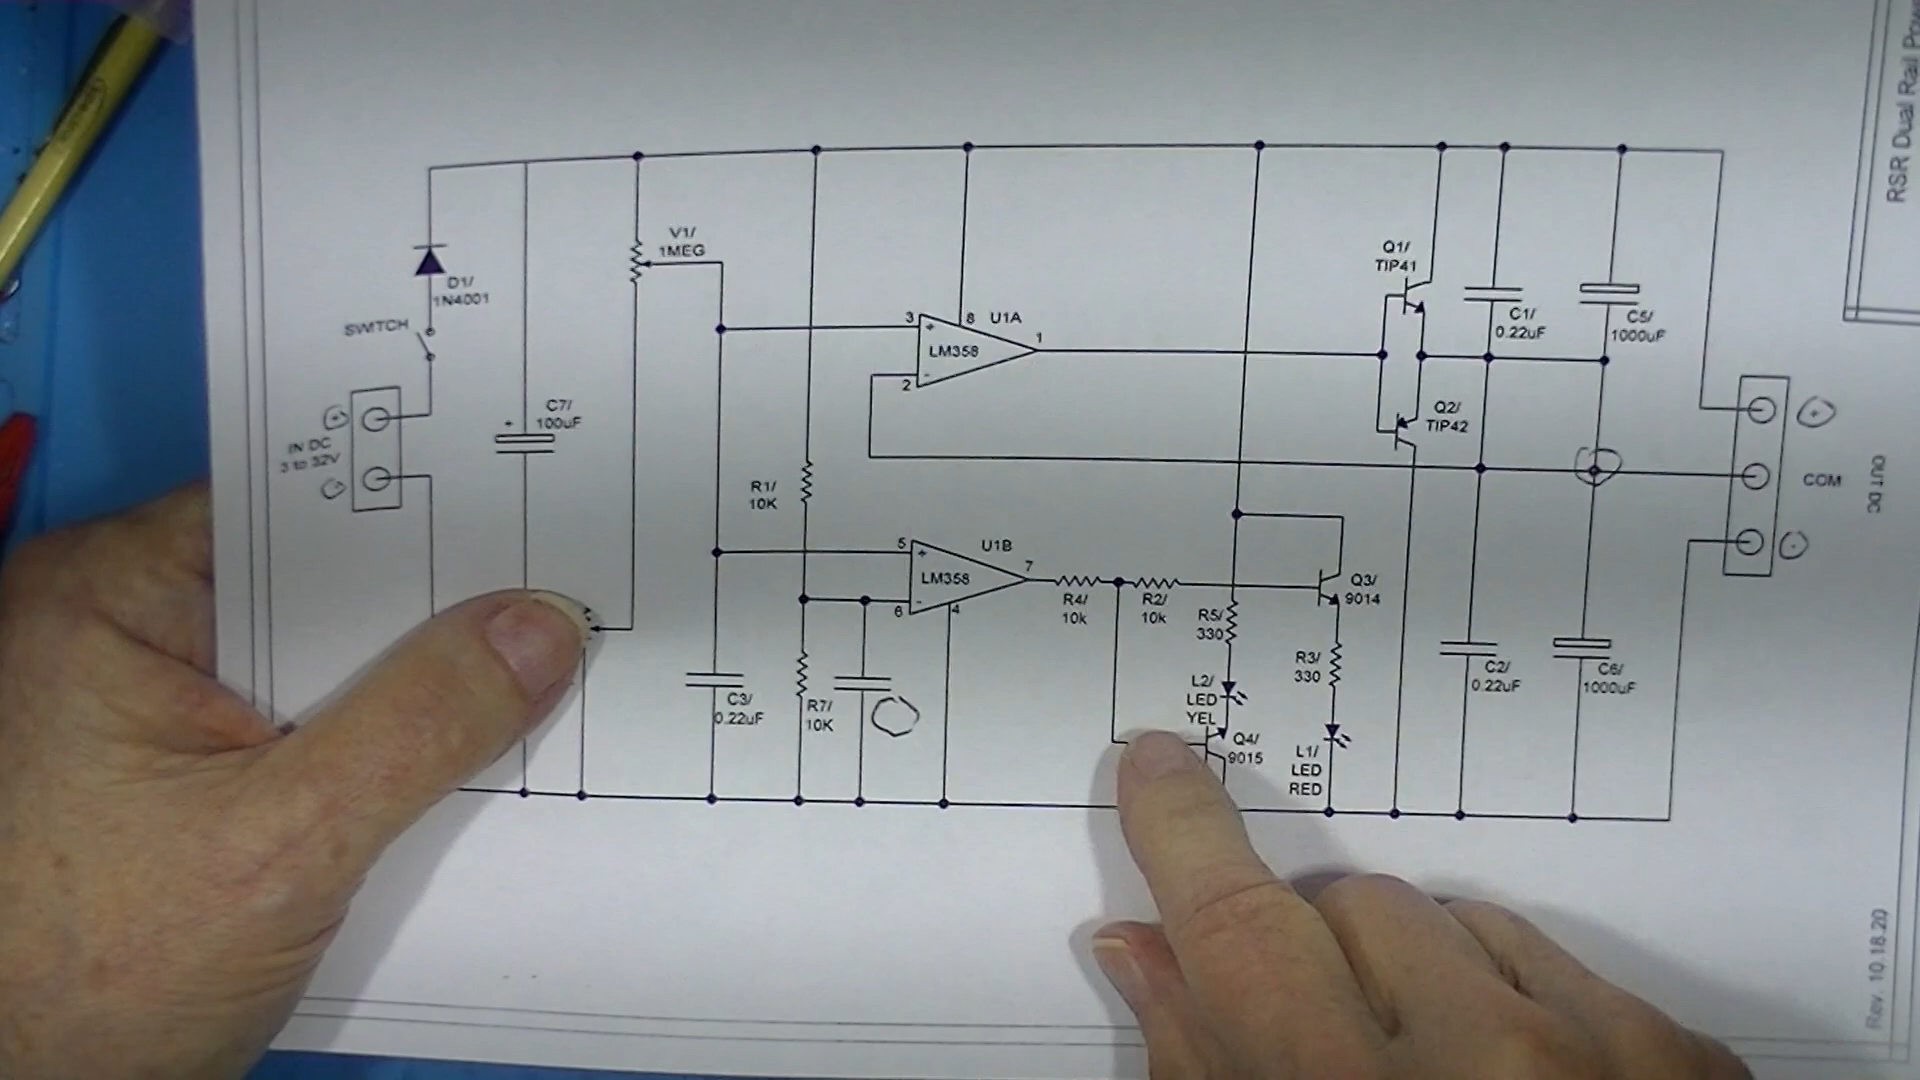 RSR Dual Rail
V1/
1MEG
D1/
1N4001
SWITCH
IN DC
3 to 32V
+
C7/
100uF
R1/
10K
3
+
8
U1A
LM358
1
2
-
Q1/
TIP41
C1/
0.22uF
C5/
1000uF
Q2/
TIP42
+
COM
-
OUT DC
5
+
U1B
LM358
7
6
-
4
R4/
10k
R2/
10k
Q3/
9014
R5/
330
R3/
330
L2/
LED
YEL
Q4/
9015
L1/
LED
RED
C3/
0.22uF
R7/
10K
C2/
0.22uF
C6/
1000uF
Rev. 10.18.20